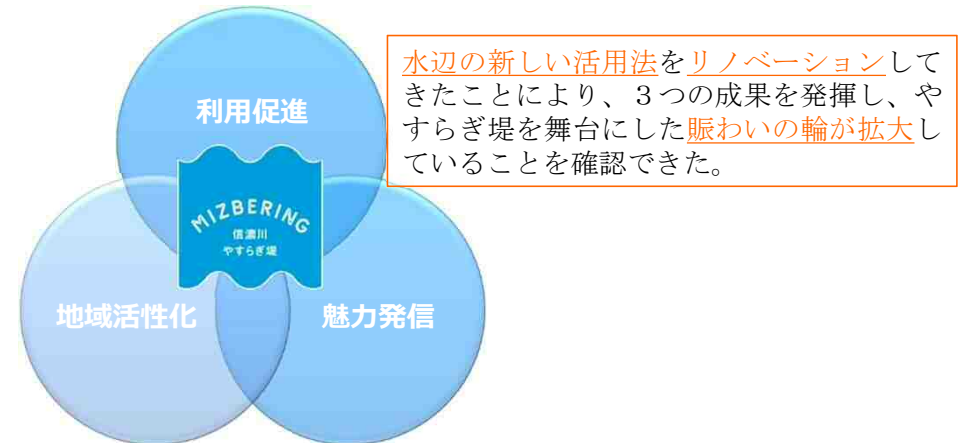 利用促進
水辺の新しい活用法をリノベーションして
きたことにより、３つの成果を発揮し、や
すらぎ堤を舞台にした賑わいの輪が拡大し
ていることを確認できた。
MIZBERING
信濃川
やすらぎ堤
地域活性化
魅力発信